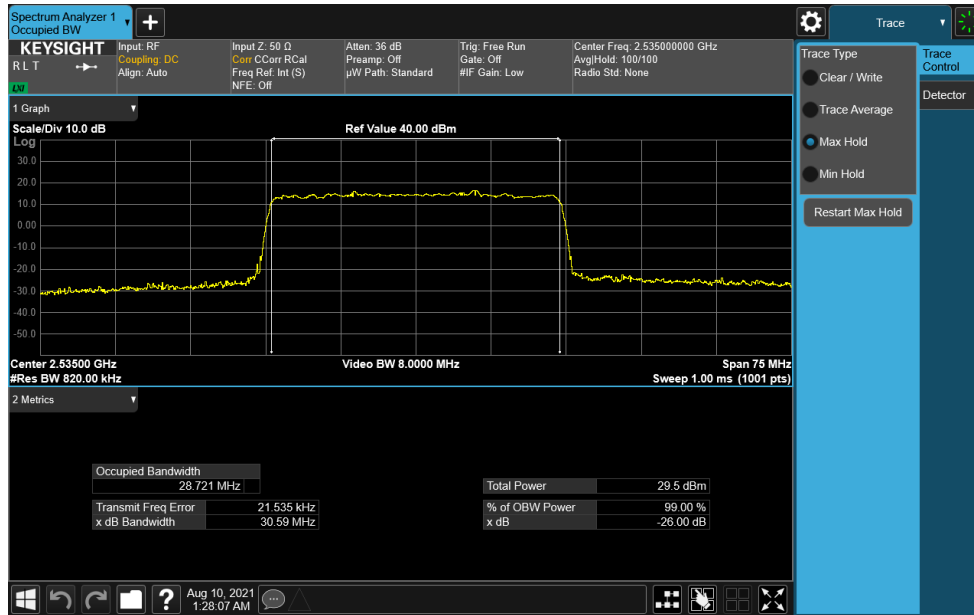 Spectrum Analyzer 1
Occupied BW
Trace
KEYSIGHT
R L T
LXI
Input: RF
Coupling: DC
Align: Auto
Input Z: 50 Ω
Corr CCorr RCal
Freq Ref: Int (S)
NFE: Off
Atten: 36 dB
Preamp: Off
µW Path: Standard
Trig: Free Run
Gate: Off
#IF Gain: Low
Center Freq: 2.535000000 GHz
Avg|Hold: 100/100
Radio Std: None
Trace Type
Clear / Write
Trace Average
Max Hold
Min Hold
Restart Max Hold
Trace
Control
Detector
1 Graph
Scale/Div 10.0 dB
Ref Value 40.00 dBm
Log
30.0
20.0
10.0
0.00
-10.0
-20.0
-30.0
-40.0
-50.0
Center 2.53500 GHz
Video BW 8.0000 MHz
Span 75 MHz
#Res BW 820.00 kHz
Sweep 1.00 ms (1001 pts)
2 Metrics
Occupied Bandwidth
28.721 MHz
Total Power 29.5 dBm
Transmit Freq Error 21.535 kHz
% of OBW Power 99.00 %
x dB Bandwidth 30.59 MHz
x dB -26.00 dB
?
Aug 10, 2021
1:28:07 AM